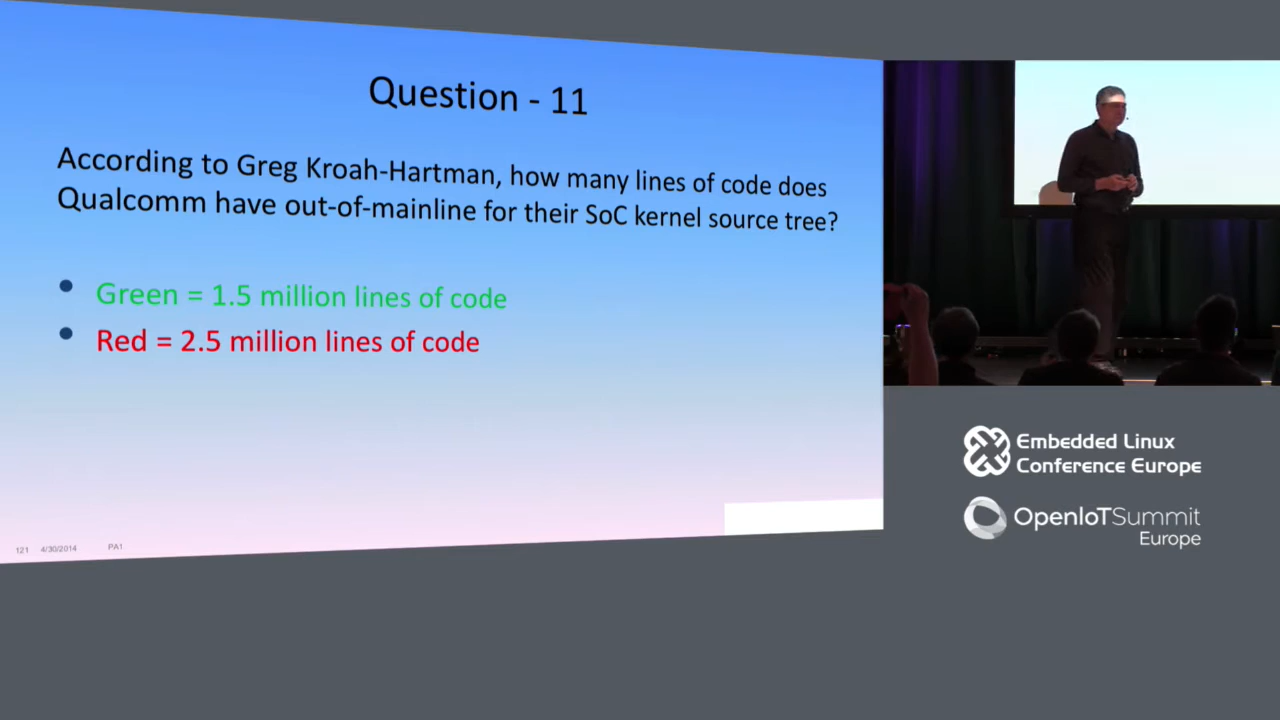 Question - 11
According to Greg Kroah-Hartman, how many lines of code does
Qualcomm have out-of-mainline for their SoC kernel source tree?
• Green = 1.5 million lines of code
• Red = 2.5 million lines of code
121 4/30/2014 PA1
Embedded Linux
Conference Europe
OpenIoTSummit
Europe